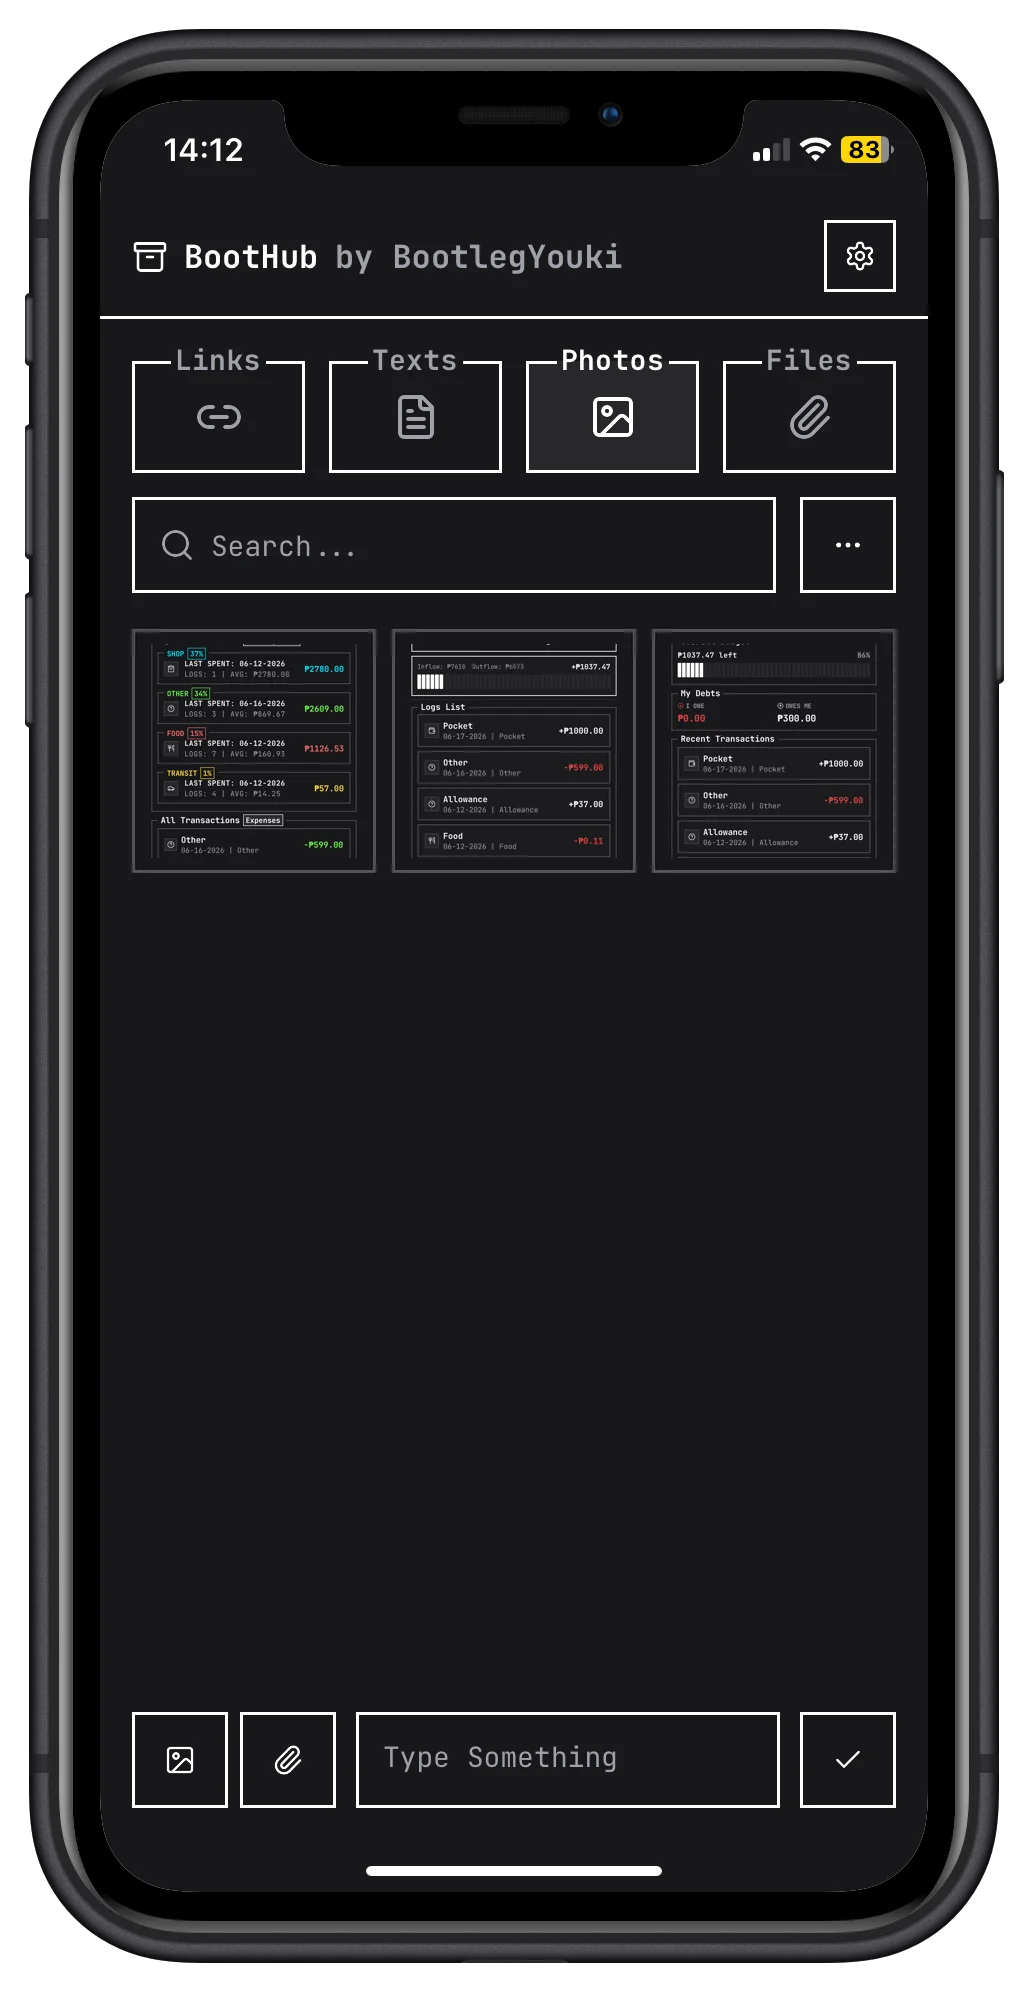 14:12
83
BootHub by BootlegYouki
Links
Texts
Photos
Files
Search...
SHOP 37%
LAST SPENT: 06-12-2026
LOGS: 1 | AVG: ₱2780.00
₱2780.00
OTHER 34%
LAST SPENT: 06-16-2026
LOGS: 3 | AVG: ₱869.67
₱2609.00
FOOD 15%
LAST SPENT: 06-12-2026
LOGS: 7 | AVG: ₱160.93
₱1126.53
TRANSIT 1%
LAST SPENT: 06-12-2026
LOGS: 4 | AVG: ₱14.25
₱57.00
All Transactions Expenses
Other
06-16-2026 | Other
-₱599.00
Inflow: ₱7610 Outflow: ₱6573
+₱1037.47
Logs List
Pocket
06-17-2026 | Pocket
+₱1000.00
Other
06-16-2026 | Other
-₱599.00
Allowance
06-12-2026 | Allowance
+₱37.00
Food
06-12-2026 | Food
-₱0.11
₱1037.47 left
86%
My Debts
I OWE
₱0.00
OWES ME
₱300.00
Recent Transactions
Pocket
06-17-2026 | Pocket
+₱1000.00
Other
06-16-2026 | Other
-₱599.00
Allowance
06-12-2026 | Allowance
+₱37.00
Type Something